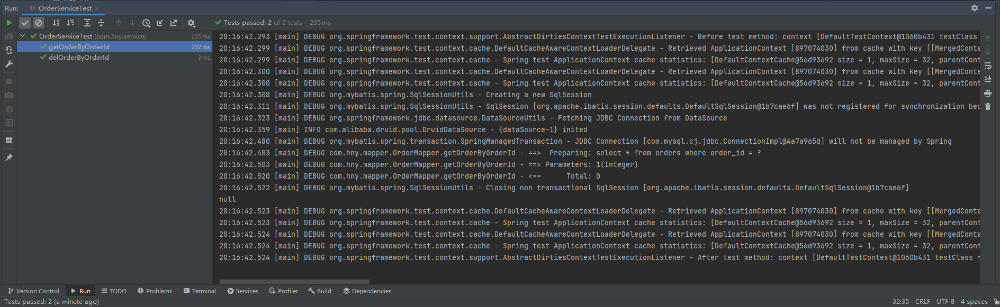 Run: OrderServiceTest
Tests passed: 2 of 2 tests – 235 ms
OrderServiceTest (com.hny.service) 235 ms
getOrderByOrderId 232 ms
delOrderByOrderId 3 ms
20:16:42.293 [main] DEBUG org.springframework.test.context.support.AbstractDirtiesContextTestExecutionListener - Before test method: context [DefaultTestContext@1060b431 testClass
20:16:42.299 [main] DEBUG org.springframework.test.context.cache.DefaultCacheAwareContextLoaderDelegate - Retrieved ApplicationContext [897074030] from cache with key [[MergedConte
20:16:42.299 [main] DEBUG org.springframework.test.context.cache - Spring test ApplicationContext cache statistics: [DefaultContextCache@56d93692 size = 1, maxSize = 32, parentCont
20:16:42.300 [main] DEBUG org.springframework.test.context.cache.DefaultCacheAwareContextLoaderDelegate - Retrieved ApplicationContext [897074030] from cache with key [[MergedConte
20:16:42.300 [main] DEBUG org.springframework.test.context.cache - Spring test ApplicationContext cache statistics: [DefaultContextCache@56d93692 size = 1, maxSize = 32, parentCont
20:16:42.308 [main] DEBUG org.mybatis.spring.SqlSessionUtils - Creating a new SqlSession
20:16:42.311 [main] DEBUG org.mybatis.spring.SqlSessionUtils - SqlSession [org.apache.ibatis.session.defaults.DefaultSqlSession@1b7cae6f] was not registered for synchronization bec
20:16:42.323 [main] DEBUG org.springframework.jdbc.datasource.DataSourceUtils - Fetching JDBC Connection from DataSource
20:16:42.359 [main] INFO com.alibaba.druid.pool.DruidDataSource - {dataSource-1} inited
20:16:42.480 [main] DEBUG org.mybatis.spring.transaction.SpringManagedTransaction - JDBC Connection [com.mysql.cj.jdbc.ConnectionImpl@4a7a965d] will not be managed by Spring
20:16:42.483 [main] DEBUG com.hny.mapper.OrderMapper.getOrderByOrderId - ==>  Preparing: select * from orders where order_id = ?
20:16:42.503 [main] DEBUG com.hny.mapper.OrderMapper.getOrderByOrderId - ==> Parameters: 1(Integer)
20:16:42.520 [main] DEBUG com.hny.mapper.OrderMapper.getOrderByOrderId - <==      Total: 0
20:16:42.522 [main] DEBUG org.mybatis.spring.SqlSessionUtils - Closing non transactional SqlSession [org.apache.ibatis.session.defaults.DefaultSqlSession@1b7cae6f]
null
20:16:42.523 [main] DEBUG org.springframework.test.context.cache.DefaultCacheAwareContextLoaderDelegate - Retrieved ApplicationContext [897074030] from cache with key [[MergedConte
20:16:42.523 [main] DEBUG org.springframework.test.context.cache - Spring test ApplicationContext cache statistics: [DefaultContextCache@56d93692 size = 1, maxSize = 32, parentCont
20:16:42.524 [main] DEBUG org.springframework.test.context.cache.DefaultCacheAwareContextLoaderDelegate - Retrieved ApplicationContext [897074030] from cache with key [[MergedConte
20:16:42.524 [main] DEBUG org.springframework.test.context.cache - Spring test ApplicationContext cache statistics: [DefaultContextCache@56d93692 size = 1, maxSize = 32, parentCont
20:16:42.524 [main] DEBUG org.springframework.test.context.support.AbstractDirtiesContextTestExecutionListener - After test method: context [DefaultTestContext@1060b431 testClass =
Version Control Run TODO Problems Terminal Services Profiler Build Dependencies
Tests passed: 2 (a minute ago) 32:35 CRLF UTF-8 4 spaces